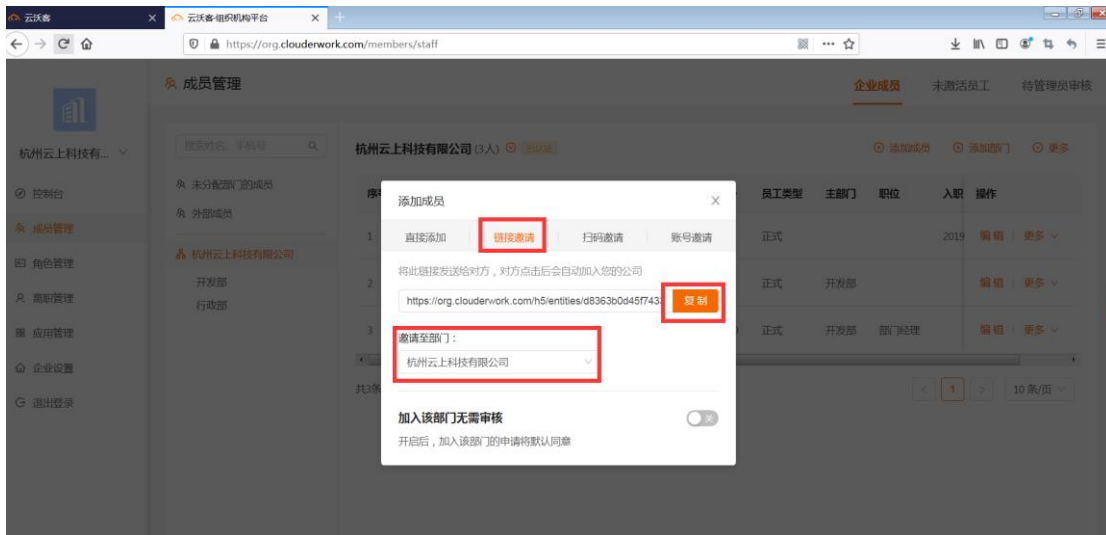 云沃客
云沃客-组织机构平台
https://org.clouderwork.com/members/staff
成员管理
企业成员 未激活员工 待管理员审核
杭州云上科技有...
搜索姓名、手机号
杭州云上科技有限公司 (3人)
添加成员 添加部门 更多
控制台
成员管理
角色管理
离职管理
应用管理
企业设置
退出登录
未分配部门的成员
外部成员
杭州云上科技有限公司
开发部
行政部
员工类型 主部门 职位 入职 操作
1 正式 2019 编辑 更多
2 正式 开发部 编辑 更多
3 正式 开发部 部门经理 编辑 更多
共3条
1
10 条/页
添加成员
直接添加 链接邀请 扫码邀请 账号邀请
将此链接发送给对方，对方点击后会自动加入您的公司
https://org.clouderwork.com/h5/entities/d8363b0d45f743
复制
邀请至部门：
杭州云上科技有限公司
加入该部门无需审核
关
开启后，加入该部门的申请将默认同意